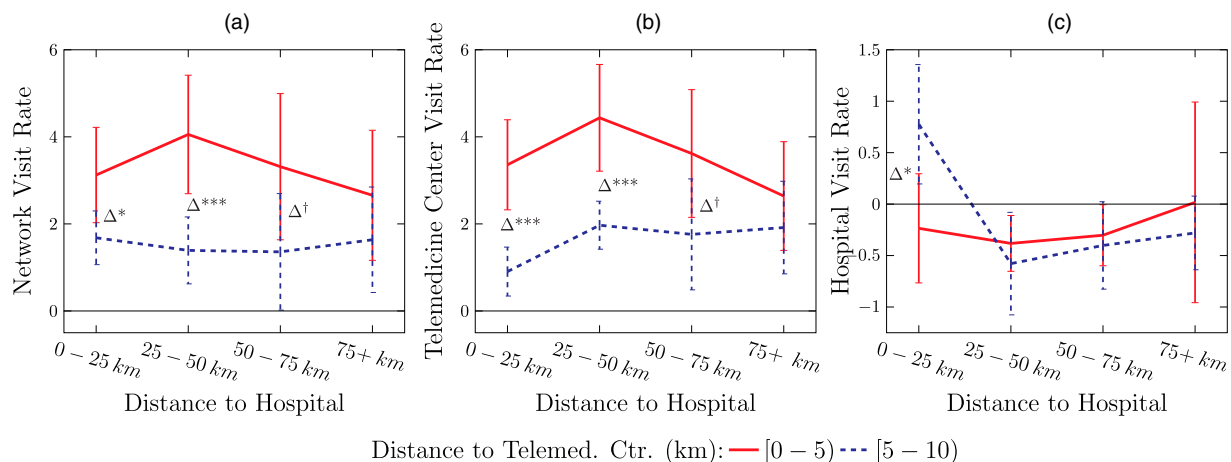 (a)
Network Visit Rate
6
4
2
0
Δ*
Δ***
Δ†
0 – 25 km
25 – 50 km
50 – 75 km
75+ km
Distance to Hospital
(b)
Telemedicine Center Visit Rate
6
4
2
0
Δ***
Δ***
Δ†
0 – 25 km
25 – 50 km
50 – 75 km
75+ km
Distance to Hospital
(c)
Hospital Visit Rate
1.5
1
0.5
0
−0.5
−1
Δ*
0 – 25 km
25 – 50 km
50 – 75 km
75+ km
Distance to Hospital
Distance to Telemed. Ctr. (km): [0 – 5) [5 – 10)